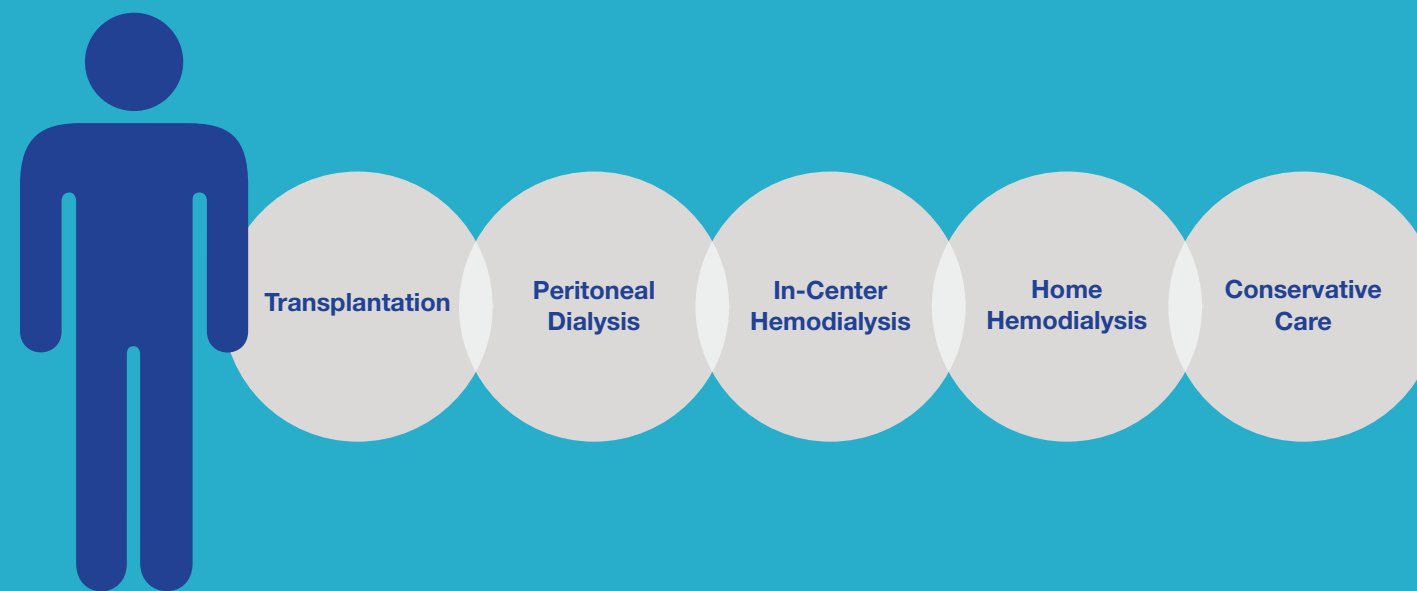 Transplantation
Peritoneal
Dialysis
In-Center
Hemodialysis
Home
Hemodialysis
Conservative
Care